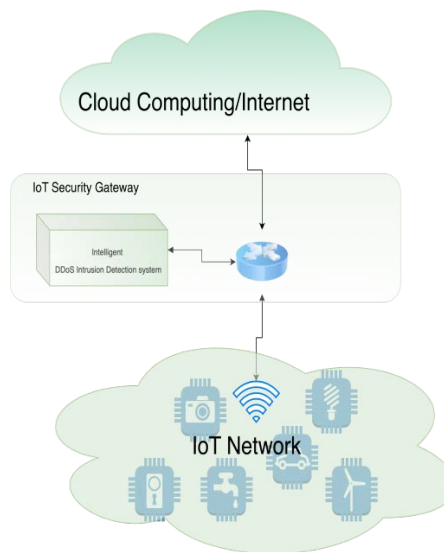 Cloud Computing/Internet
IoT Security Gateway
Intelligent
DDoS Intrusion Detection system
IoT Network